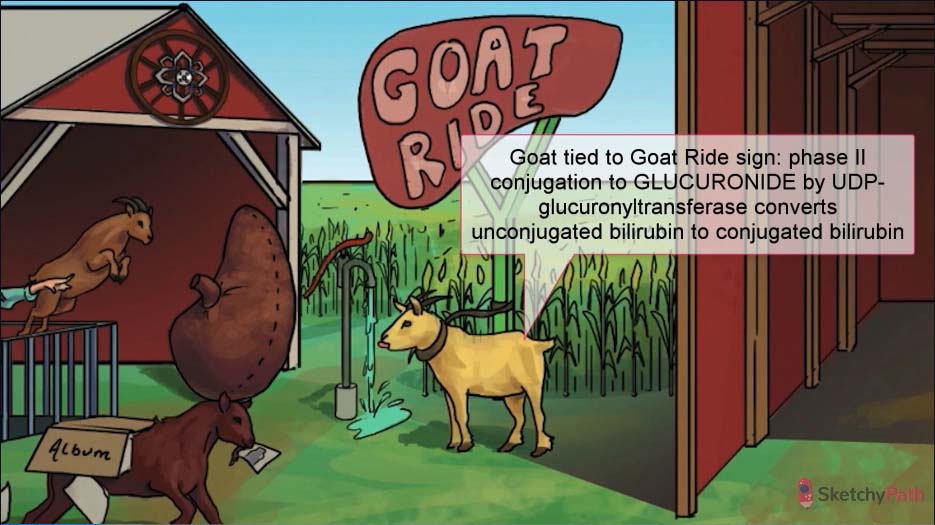 GOAT
RIDE
Goat tied to Goat Ride sign: phase II
conjugation to GLUCURONIDE by UDP-
glucuronyltransferase converts
unconjugated bilirubin to conjugated bilirubin
Album
SketchyPath